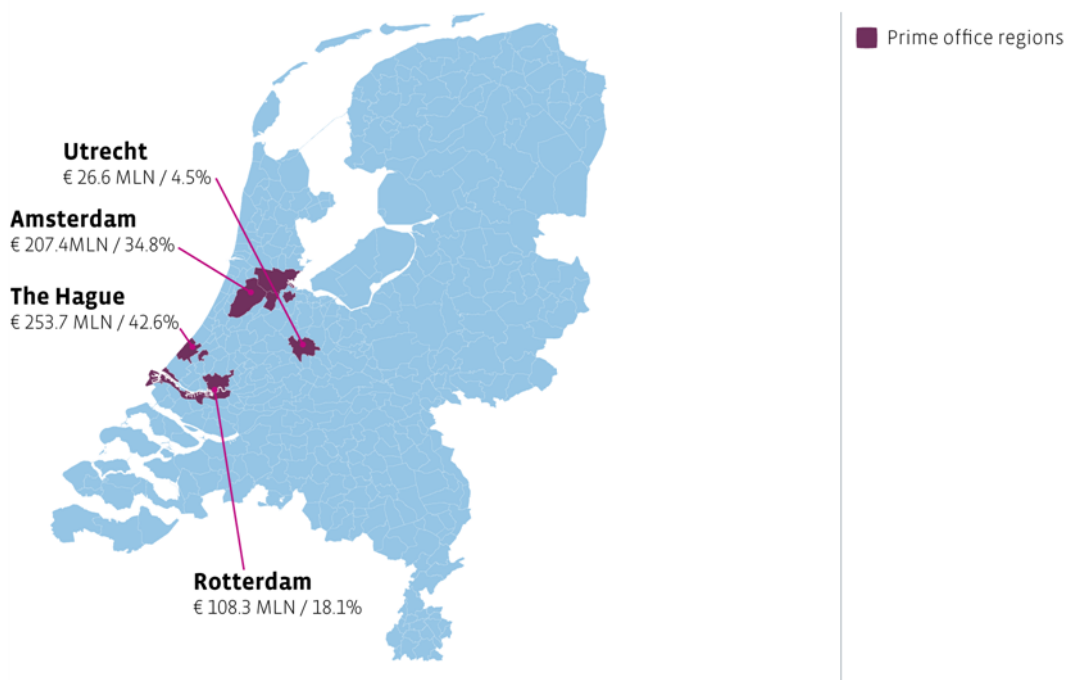 Prime office regions
Utrecht
€ 26.6 MLN / 4.5%
Amsterdam
€ 207.4MLN / 34.8%
The Hague
€ 253.7 MLN / 42.6%
Rotterdam
€ 108.3 MLN / 18.1%